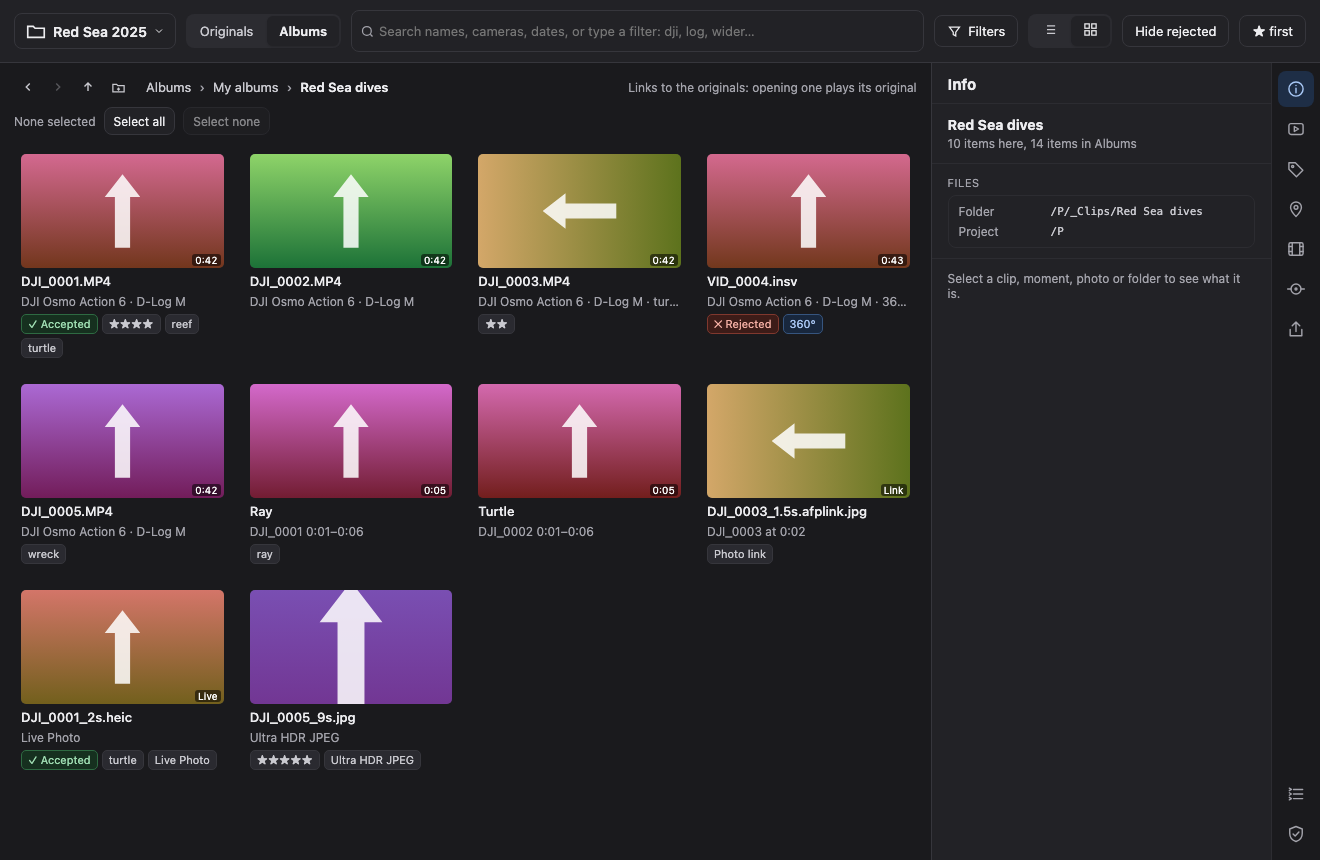 Red Sea 2025
Originals
Albums
Search names, cameras, dates, or type a filter: dji, log, wider...
Filters
Hide rejected
★ first
Albums › My albums › Red Sea dives
Links to the originals: opening one plays its original
None selected
Select all
Select none
0:42
0:42
0:42
0:43
DJI_0001.MP4
DJI Osmo Action 6 · D-Log M
✓ Accepted
★★★★
reef
turtle
DJI_0002.MP4
DJI Osmo Action 6 · D-Log M
DJI_0003.MP4
DJI Osmo Action 6 · D-Log M · tur...
★★
VID_0004.insv
DJI Osmo Action 6 · D-Log M · 36...
✕ Rejected
360°
0:42
0:05
0:05
Link
DJI_0005.MP4
DJI Osmo Action 6 · D-Log M
wreck
Ray
DJI_0001 0:01–0:06
ray
Turtle
DJI_0002 0:01–0:06
DJI_0003_1.5s.afplink.jpg
DJI_0003 at 0:02
Photo link
Live
DJI_0001_2s.heic
Live Photo
✓ Accepted
turtle
Live Photo
DJI_0005_9s.jpg
Ultra HDR JPEG
★★★★★
Ultra HDR JPEG
Info
Red Sea dives
10 items here, 14 items in Albums
FILES
Folder /P/_Clips/Red Sea dives
Project /P
Select a clip, moment, photo or folder to see what it
is.